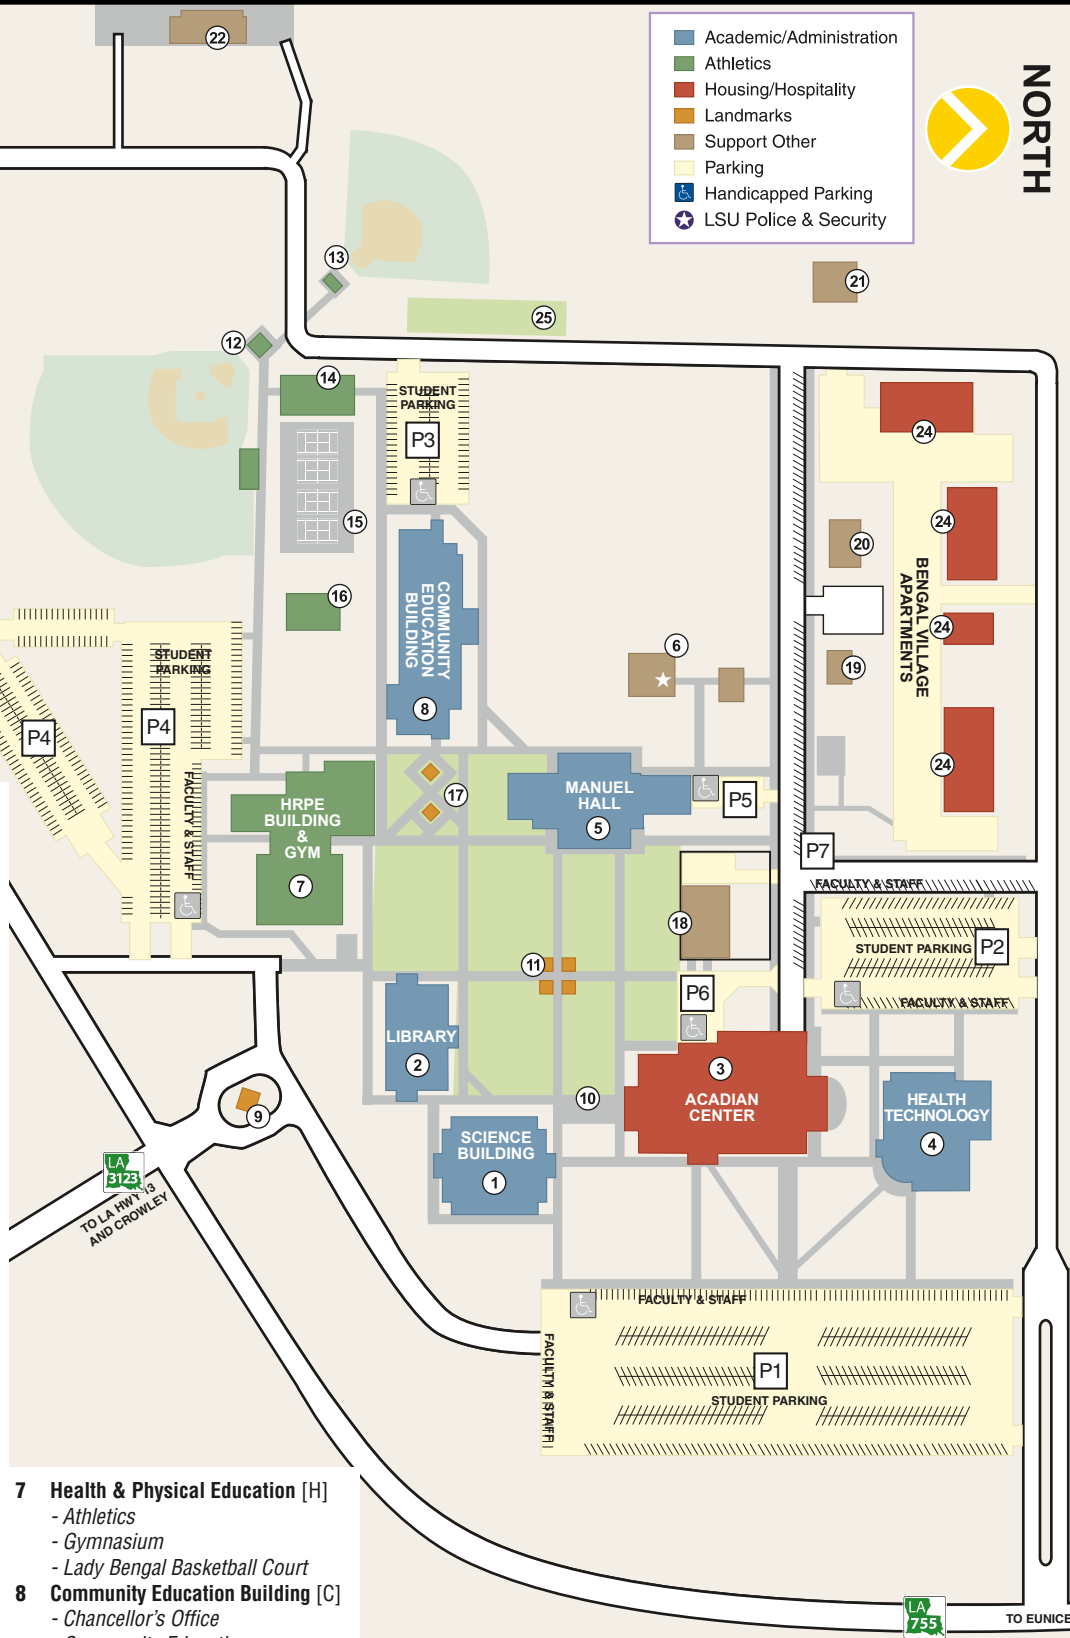 22
Academic/Administration
Athletics
Housing/Hospitality
Landmarks
Support Other
Parking
Handicapped Parking
LSU Police & Security
NORTH
13
21
25
12
14
STUDENT
PARKING
P3
24
15
24
20
COMMUNITY
EDUCATION
BUILDING
BENGAL VILLAGE
APARTMENTS
16
24
6
STUDENT
PARKING
19
8
P4
P4
24
FACULTY & STAFF
17
MANUEL
HALL
5
P5
HRPE
BUILDING
&
GYM
7
P7
FACULTY & STAFF
18
STUDENT PARKING
P2
11
P6
FACULTY & STAFF
LIBRARY
2
3
ACADIAN
CENTER
10
HEALTH
TECHNOLOGY
4
9
SCIENCE
BUILDING
1
LA
3123
TO LA HWY 13
AND CROWLEY
FACULTY & STAFF
FACULTY & STAFF
P1
STUDENT PARKING
7 Health & Physical Education [H]
- Athletics
- Gymnasium
- Lady Bengal Basketball Court
8 Community Education Building [C]
- Chancellor's Office
LA
755
TO EUNICE